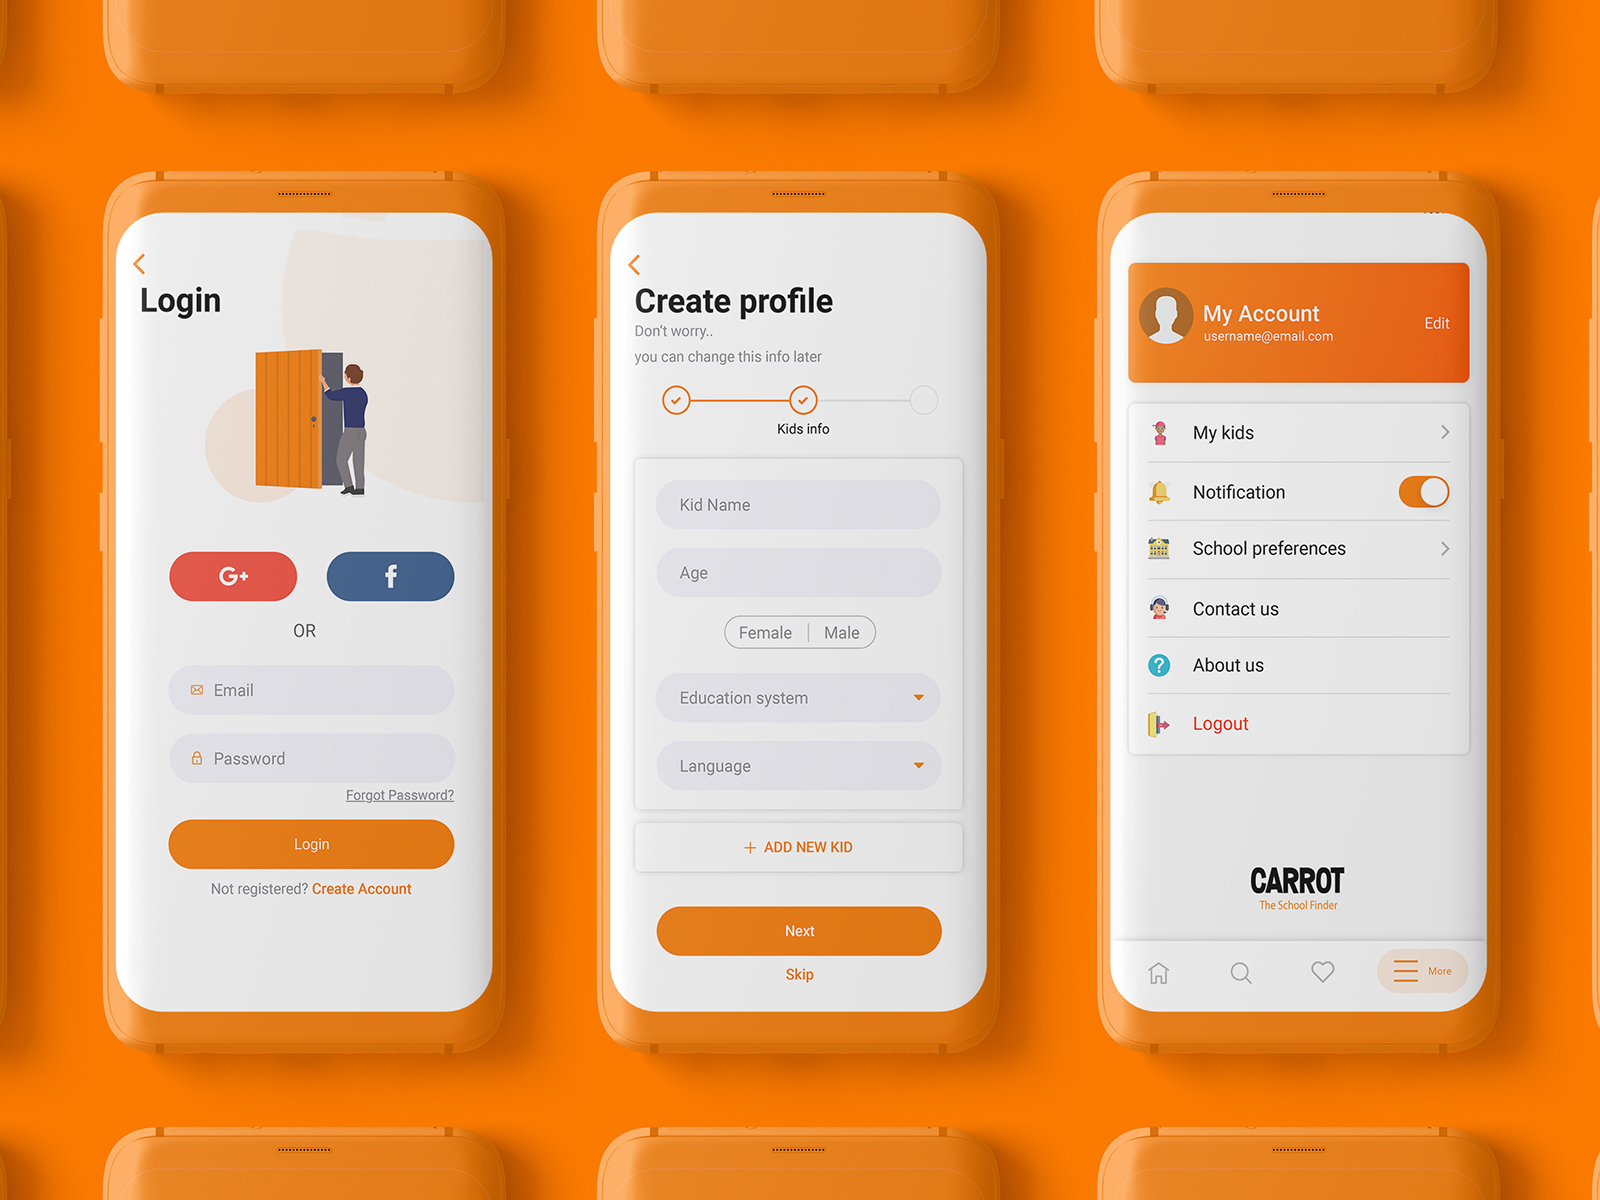 Login
G+
f
OR
Email
Password
Forgot Password?
Login
Not registered? Create Account
Create profile
Don't worry..
you can change this info later
Kids info
Kid Name
Age
Female | Male
Education system
Language
+ ADD NEW KID
Next
Skip
My Account
username@email.com
Edit
My kids
Notification
School preferences
Contact us
?
About us
Logout
CARROT
The School Finder
More